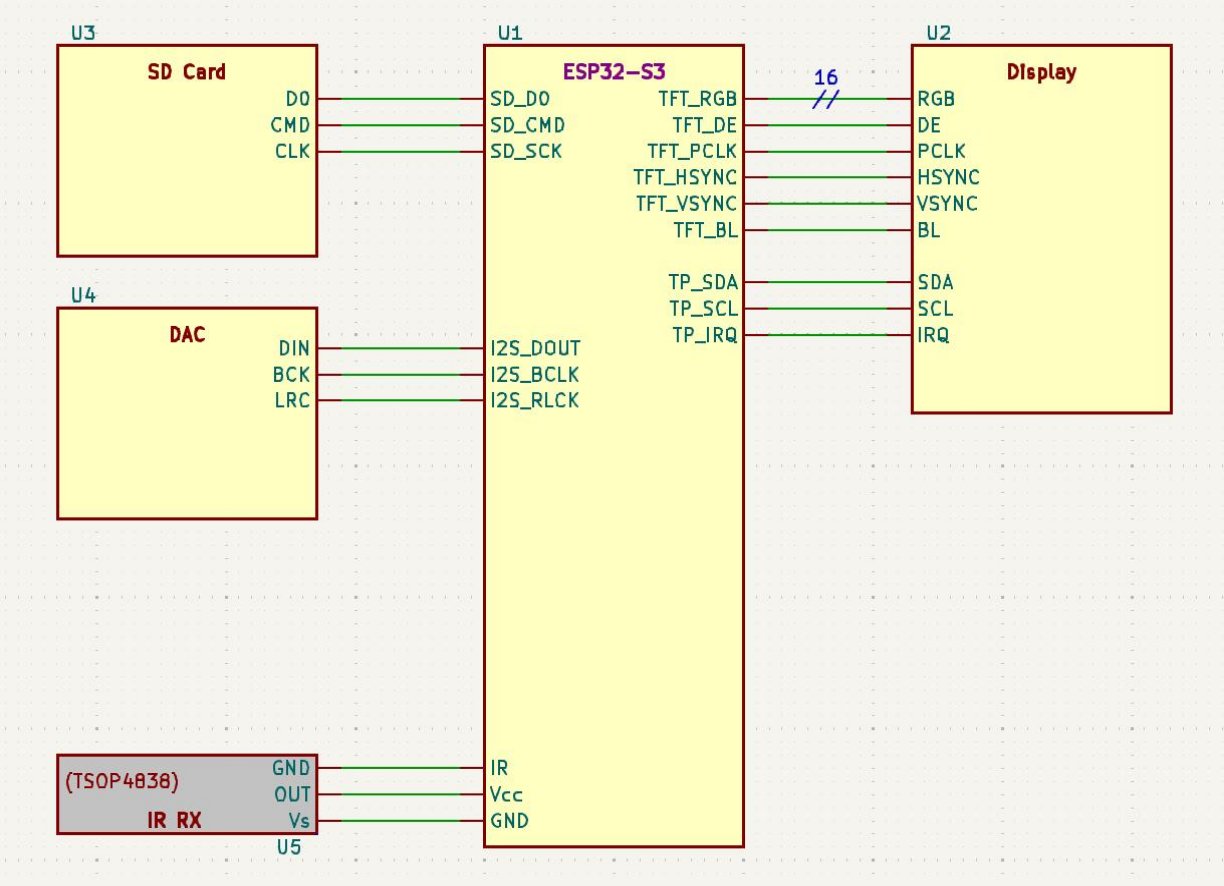 U3
SD Card
D0
CMD
CLK
U1
ESP32-S3
SD_D0
SD_CMD
SD_SCK
TFT_RGB
TFT_DE
TFT_PCLK
TFT_HSYNC
TFT_VSYNC
TFT_BL
TP_SDA
TP_SCL
TP_IRQ
16
U2
Display
RGB
DE
PCLK
HSYNC
VSYNC
BL
SDA
SCL
IRQ
U4
DAC
DIN
BCK
LRC
I2S_DOUT
I2S_BCLK
I2S_RLCK
(TSOP4838)
IR RX
GND
OUT
Vs
U5
IR
Vcc
GND